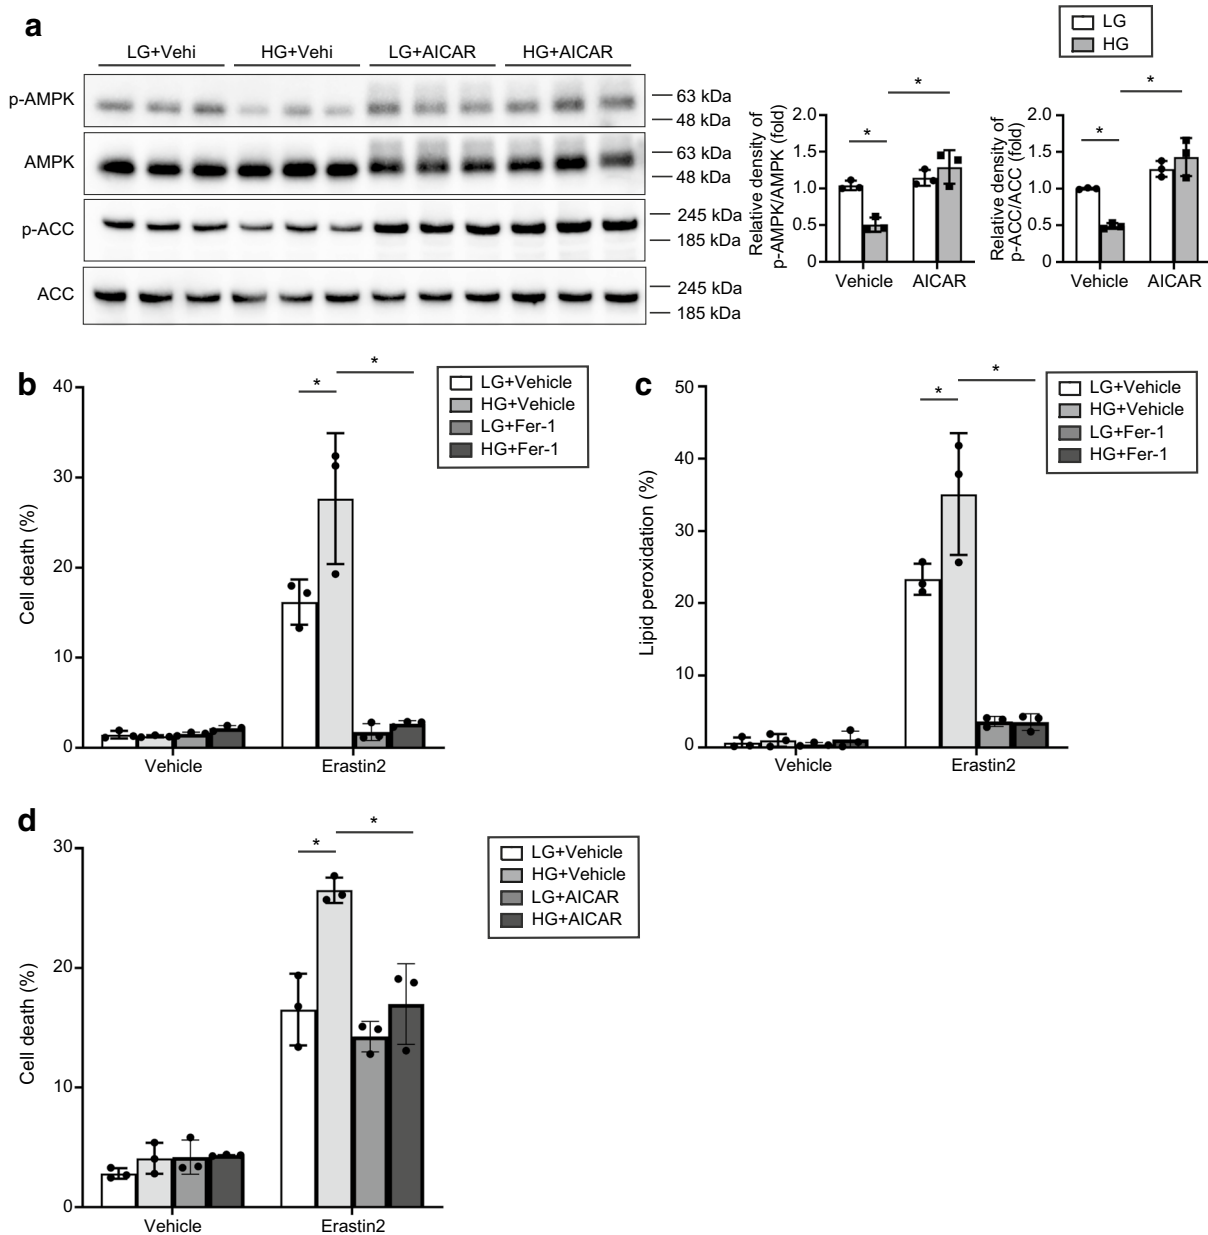 a
LG+Vehi HG+Vehi LG+AICAR HG+AICAR
p-AMPK
63 kDa
48 kDa
AMPK
63 kDa
48 kDa
p-ACC
245 kDa
185 kDa
ACC
245 kDa
185 kDa
LG
HG
Relative density of
p-AMPK/AMPK (fold)
2.0
1.5
1.0
0.5
0
*
*
Vehicle AICAR
Relative density of
p-ACC/ACC (fold)
2.0
1.5
1.0
0.5
0
*
*
Vehicle AICAR
b
Cell death (%)
40
30
20
10
0
*
*
Vehicle Erastin2
LG+Vehicle
HG+Vehicle
LG+Fer-1
HG+Fer-1
c
Lipid peroxidation (%)
50
40
30
20
10
0
*
*
Vehicle Erastin2
LG+Vehicle
HG+Vehicle
LG+Fer-1
HG+Fer-1
d
Cell death (%)
30
20
10
0
*
*
Vehicle Erastin2
LG+Vehicle
HG+Vehicle
LG+AICAR
HG+AICAR